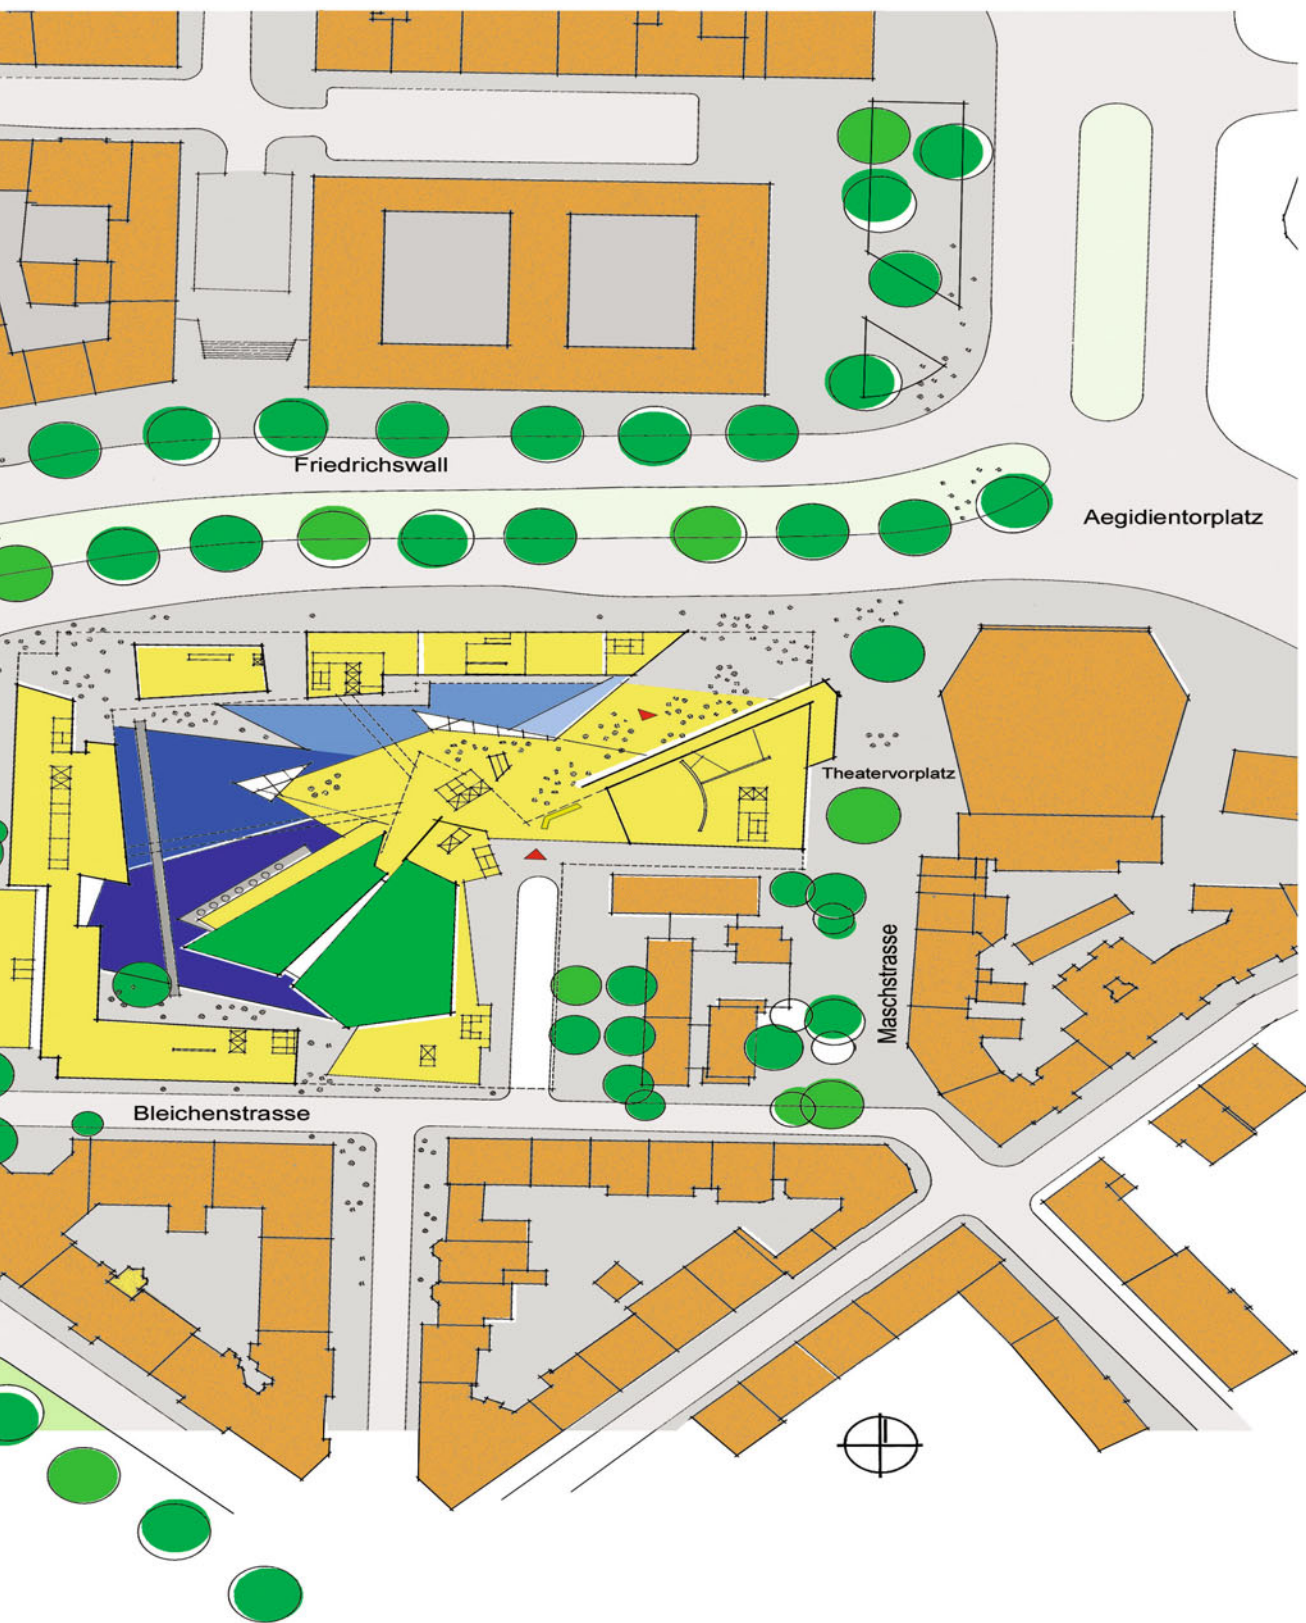 Friedrichswall
Aegidientorplatz
Theatervorplatz
Maschstrasse
Bleichenstrasse